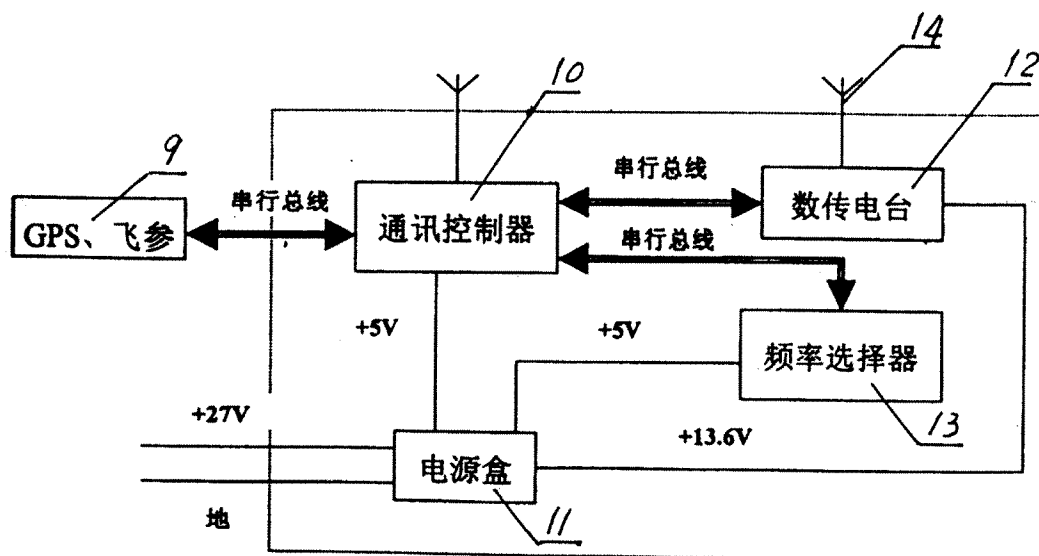 14
10
12
9
串行总线
数传电台
串行总线
通讯控制器
GPS、飞参
串行总线
+5V
+5V
频率选择器
+27V
13
+13.6V
电源盒
地
11